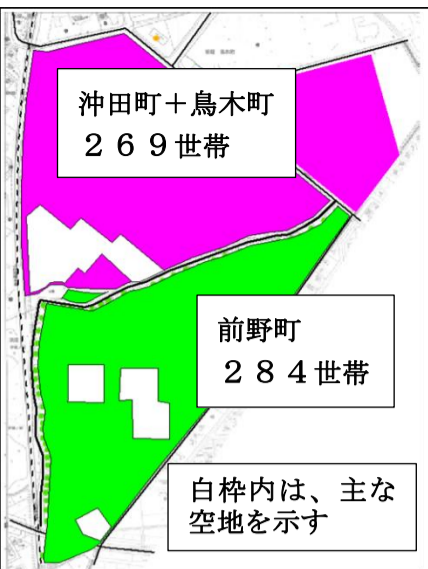 沖田町＋鳥木町
２６９世帯
前野町
２８４世帯
白枠内は、主な
空地を示す